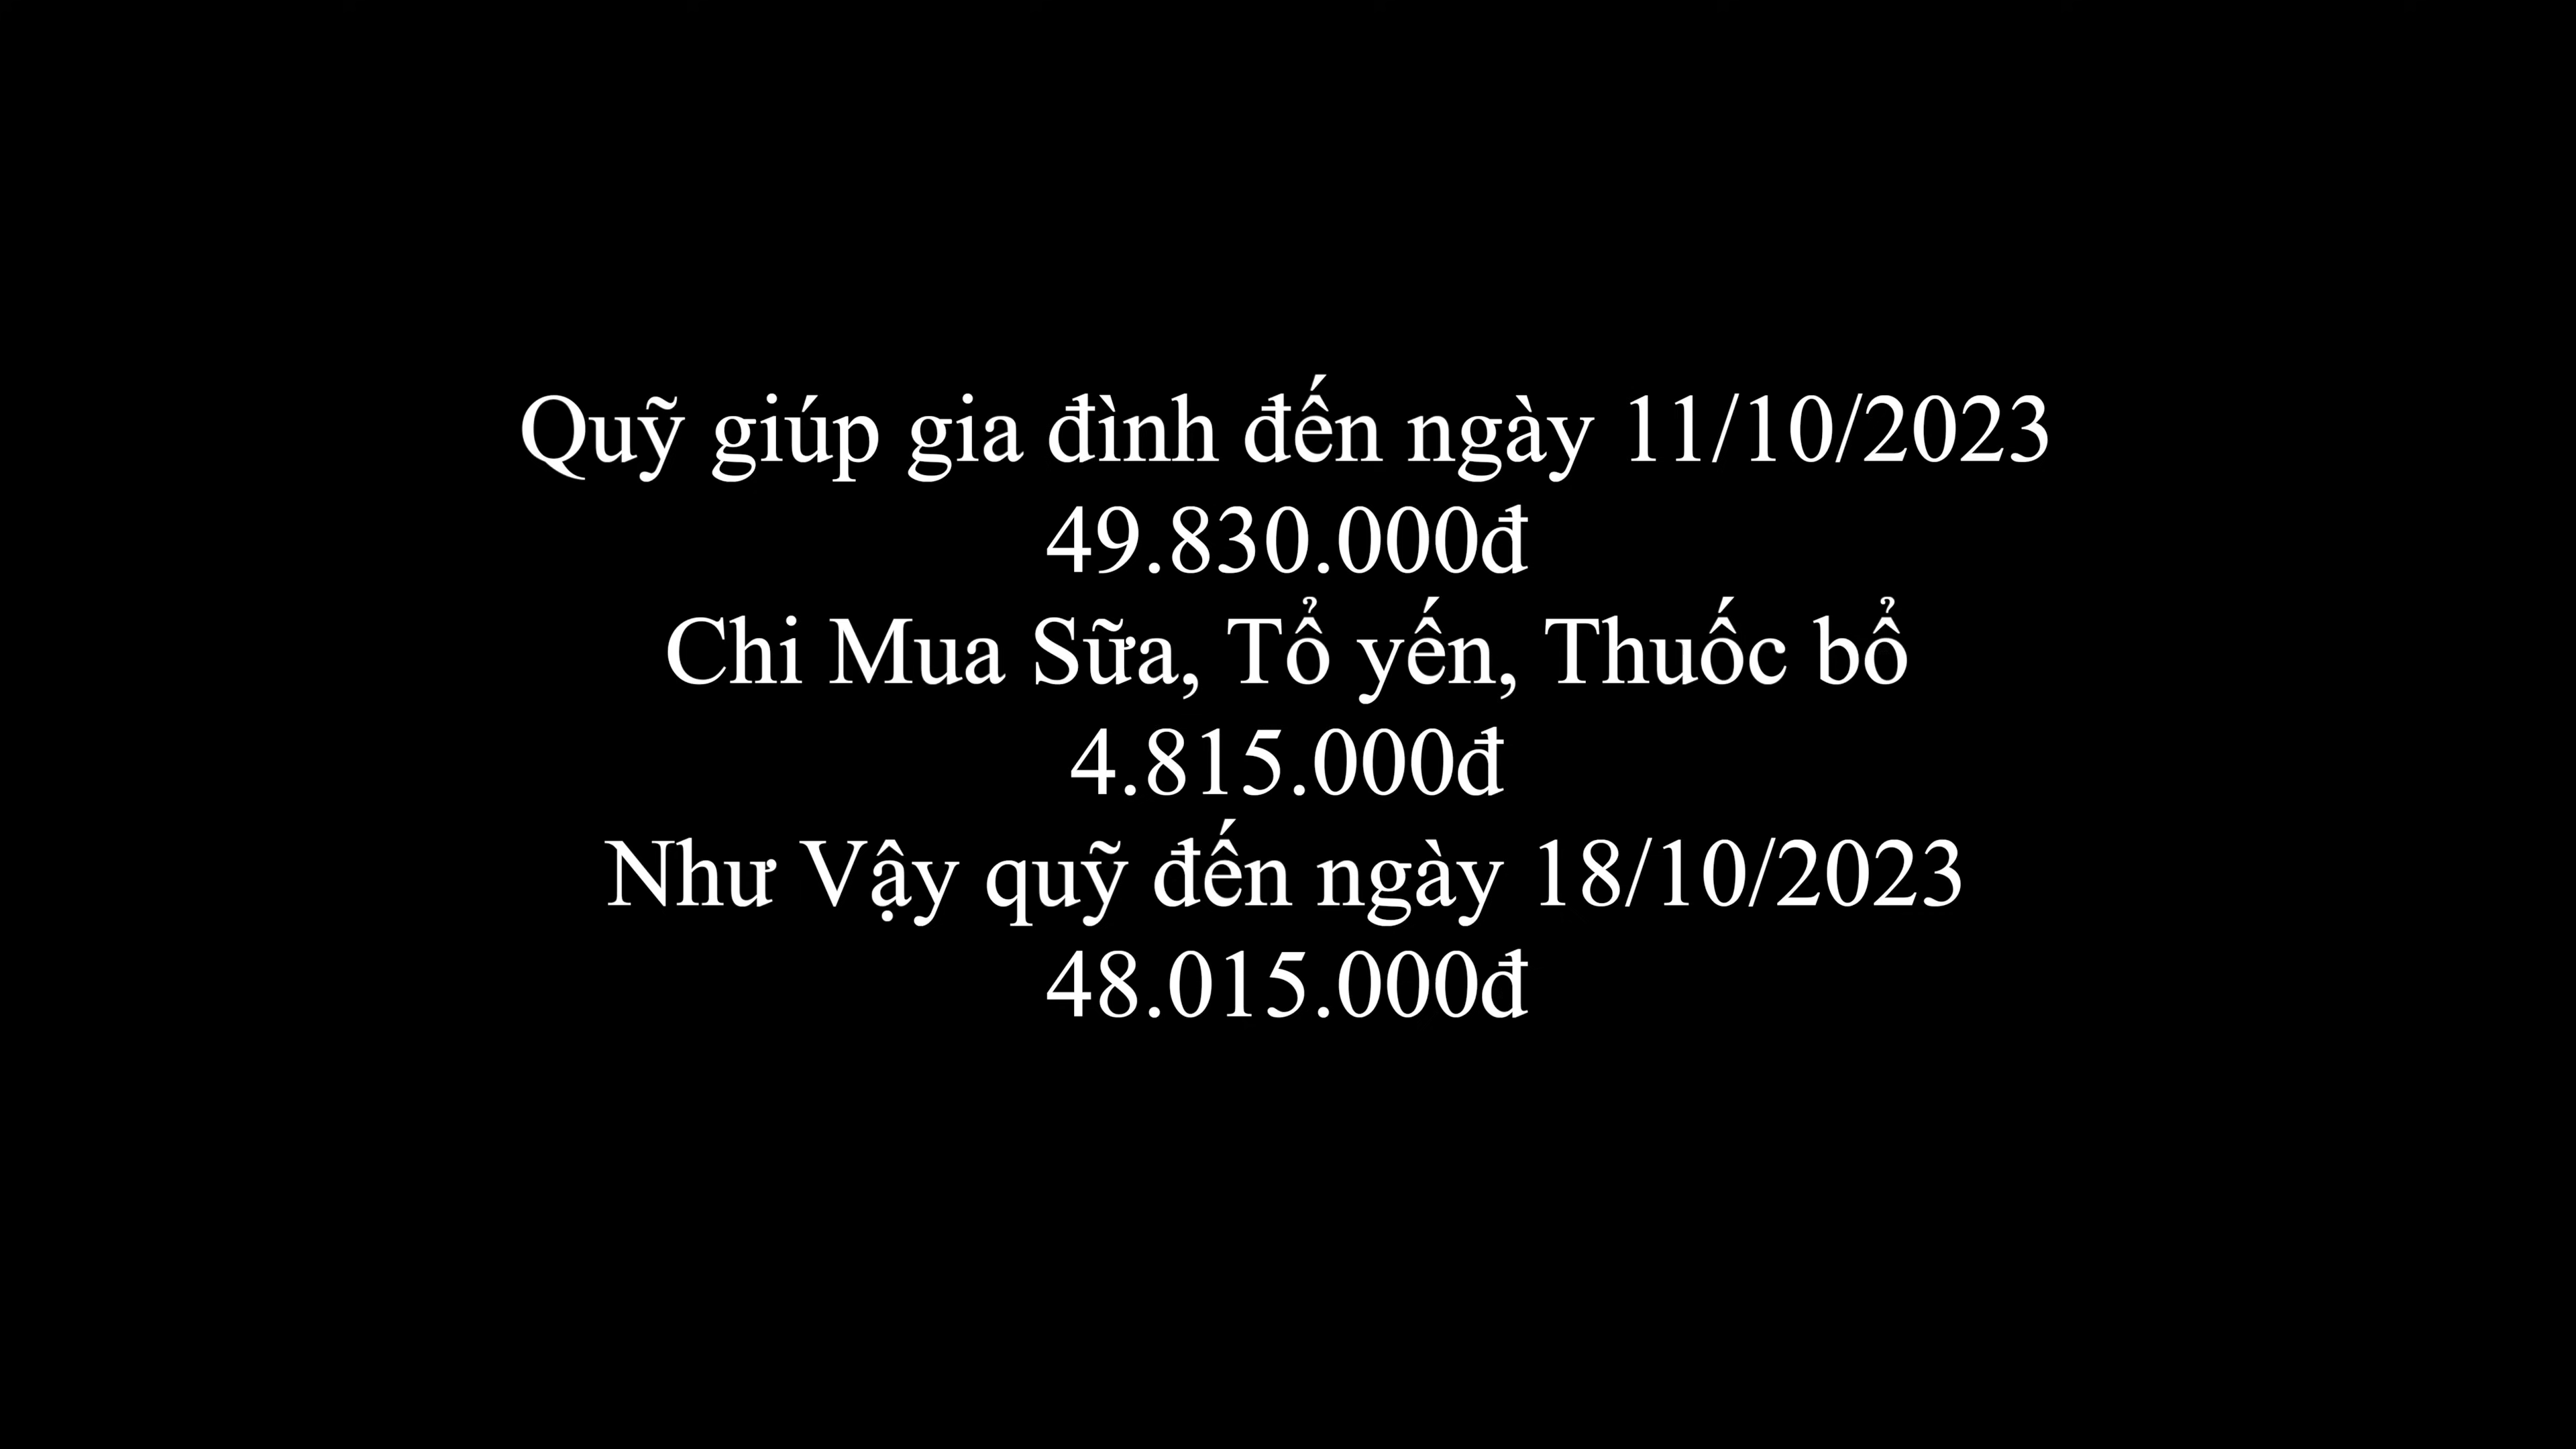 Quỹ giúp gia đình đến ngày 11/10/2023
49.830.000đ
Chi Mua Sữa, Tổ yến, Thuốc bổ
4.815.000đ
Như Vậy quỹ đến ngày 18/10/2023
48.015.000đ